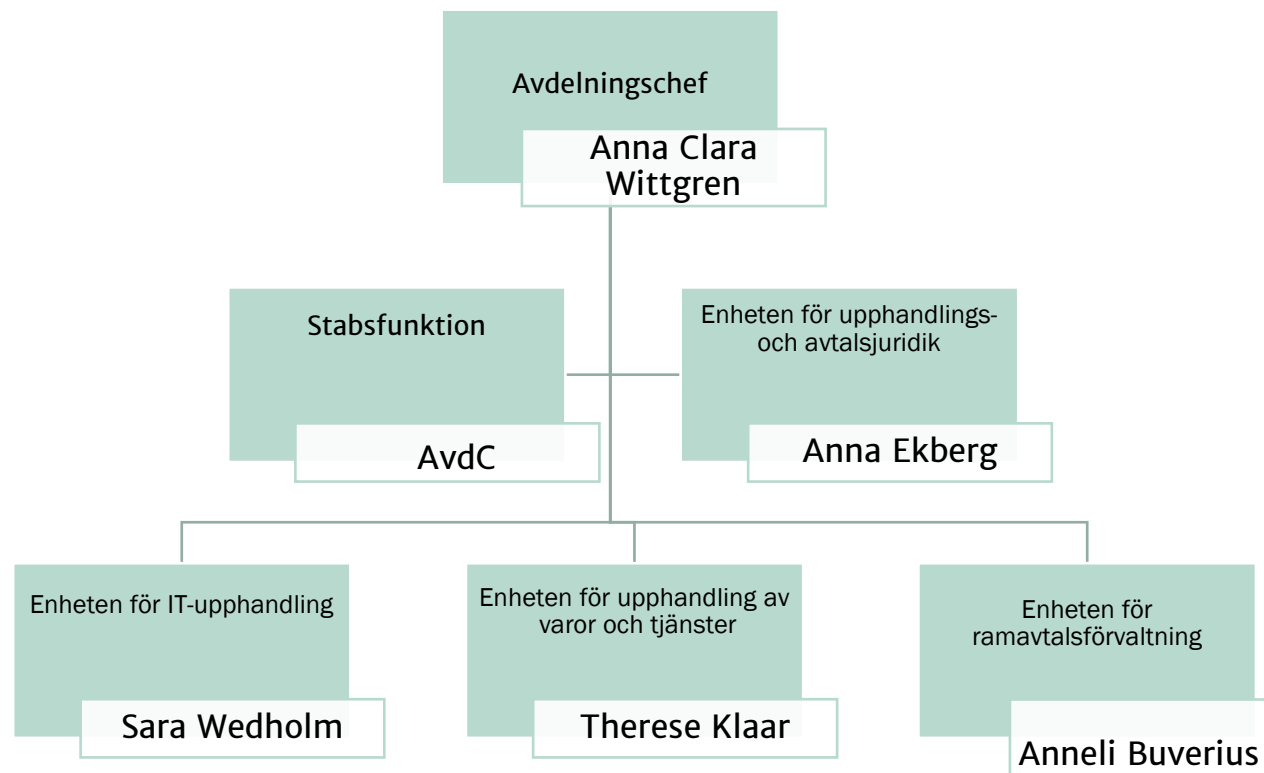 Avdelningschef
Anna Clara
Wittgren
Stabsfunktion
AvdC
Enheten för upphandlings-
och avtalsjuridik
Anna Ekberg
Enheten för IT-upphandling
Sara Wedholm
Enheten för upphandling av
varor och tjänster
Therese Klaar
Enheten för
ramavtalsförvaltning
Anneli Buverius